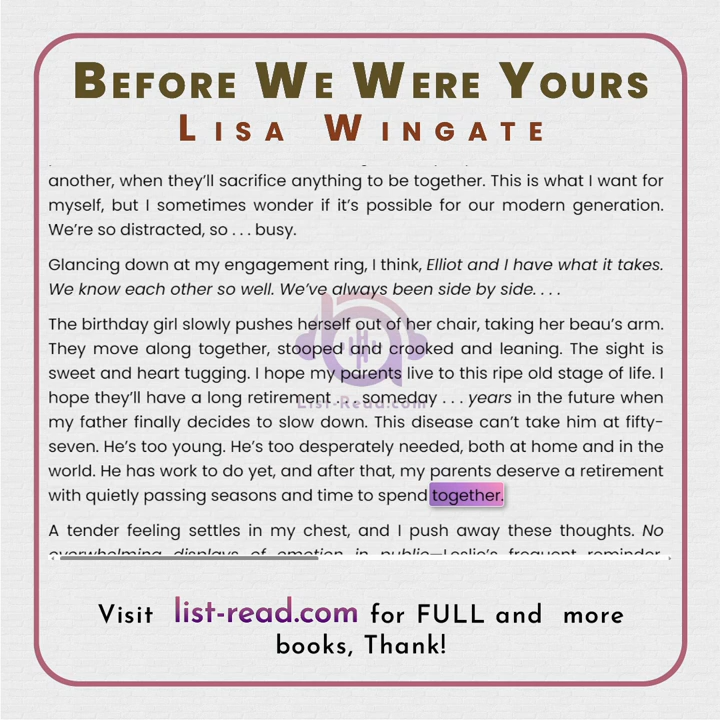 BEFORE WE WERE YOURS
LISA WINGATE
another, when they'll sacrifice anything to be together. This is what I want for
myself, but I sometimes wonder if it's possible for our modern generation.
We're so distracted, so . . . busy.
Glancing down at my engagement ring, I think, Elliot and I have what it takes.
We know each other so well. We've always been side by side. . . .
The birthday girl slowly pushes herself out of her chair, taking her beau's arm.
They move along together, stooped and crooked and leaning. The sight is
sweet and heart tugging. I hope my parents live to this ripe old stage of life. I
hope they'll have a long retirement . . . someday . . . years in the future when
List-Read.com
my father finally decides to slow down. This disease can't take him at fifty-
seven. He's too young. He's too desperately needed, both at home and in the
world. He has work to do yet, and after that, my parents deserve a retirement
with quietly passing seasons and time to spend together.
A tender feeling settles in my chest, and I push away these thoughts. No
overwhelming displays of emotion in public—Leslie's frequent reminder.
Visit list-read.com for FULL and more
books, Thank!